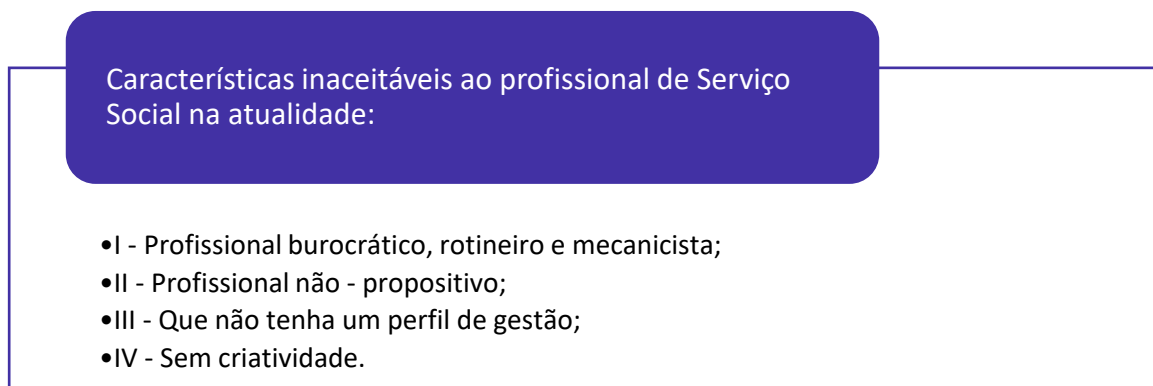 Características inaceitáveis ao profissional de Serviço
Social na atualidade:
•I - Profissional burocrático, rotineiro e mecanicista;
•II - Profissional não - propositivo;
•III - Que não tenha um perfil de gestão;
•IV - Sem criatividade.